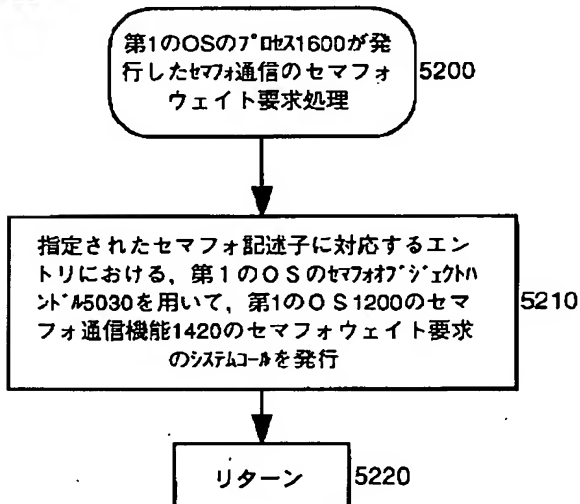 第1のOSのﾌﾟﾛｾｽ1600が発
行したｾﾏﾌｫ通信のセマフォ
ウェイト要求処理
5200
指定されたセマフォ記述子に対応するエン
トリにおける，第１のＯＳのｾﾏﾌｫｵﾌﾞｼﾞｪｸﾄﾊ
ﾝﾄﾞﾙ5030を用いて，第1のＯＳ1200のセマ
フォ通信機能1420のセマフォウェイト要求
のｼｽﾃﾑｺｰﾙを発行
5210
リターン
5220